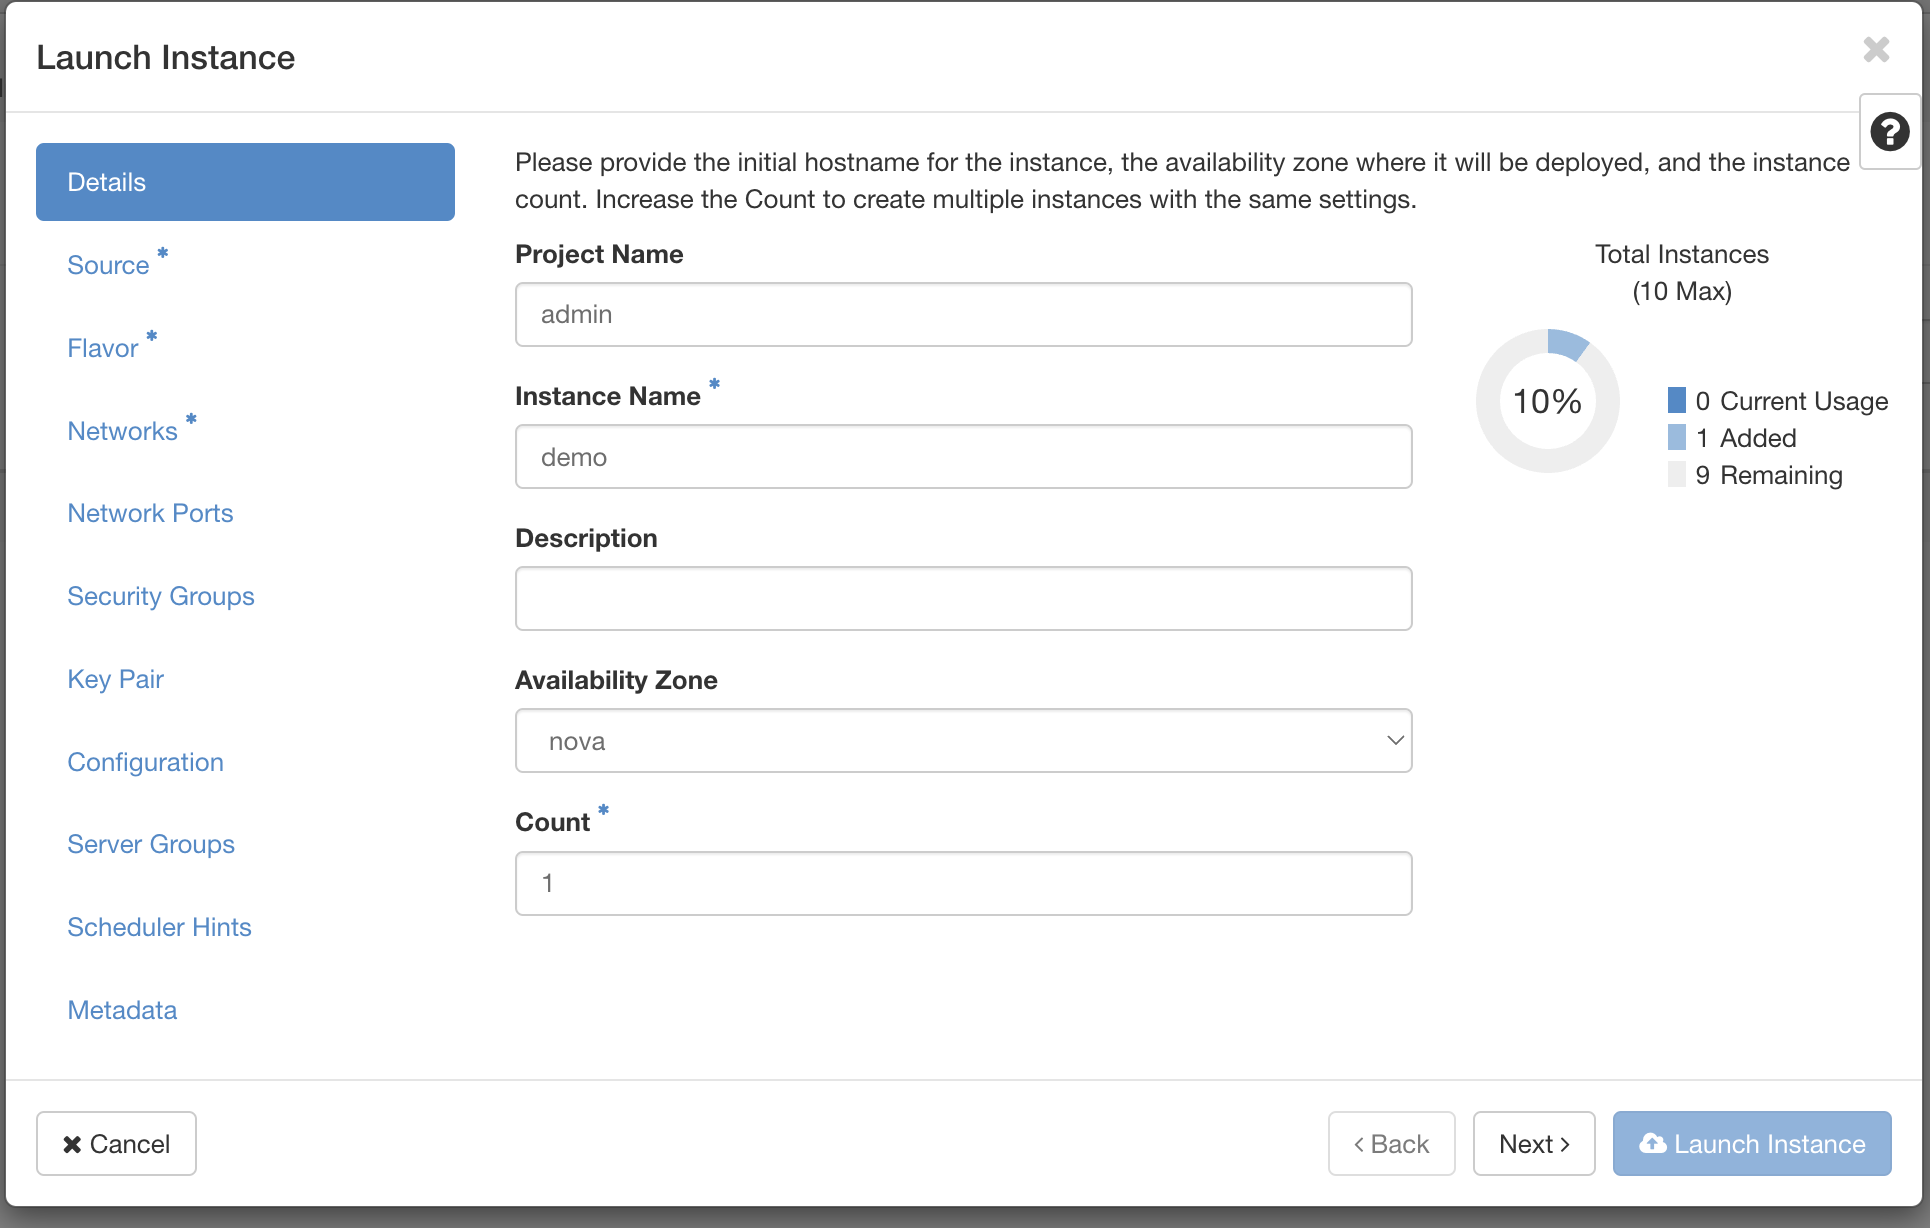 Launch Instance
Details
Source *
Flavor *
Networks *
Network Ports
Security Groups
Key Pair
Configuration
Server Groups
Scheduler Hints
Metadata
Please provide the initial hostname for the instance, the availability zone where it will be deployed, and the instance
count. Increase the Count to create multiple instances with the same settings.
Project Name
admin
Instance Name *
demo
Description
Availability Zone
nova
Count *
1
Total Instances
(10 Max)
10%
0 Current Usage
1 Added
9 Remaining
Cancel
Back
Next
Launch Instance